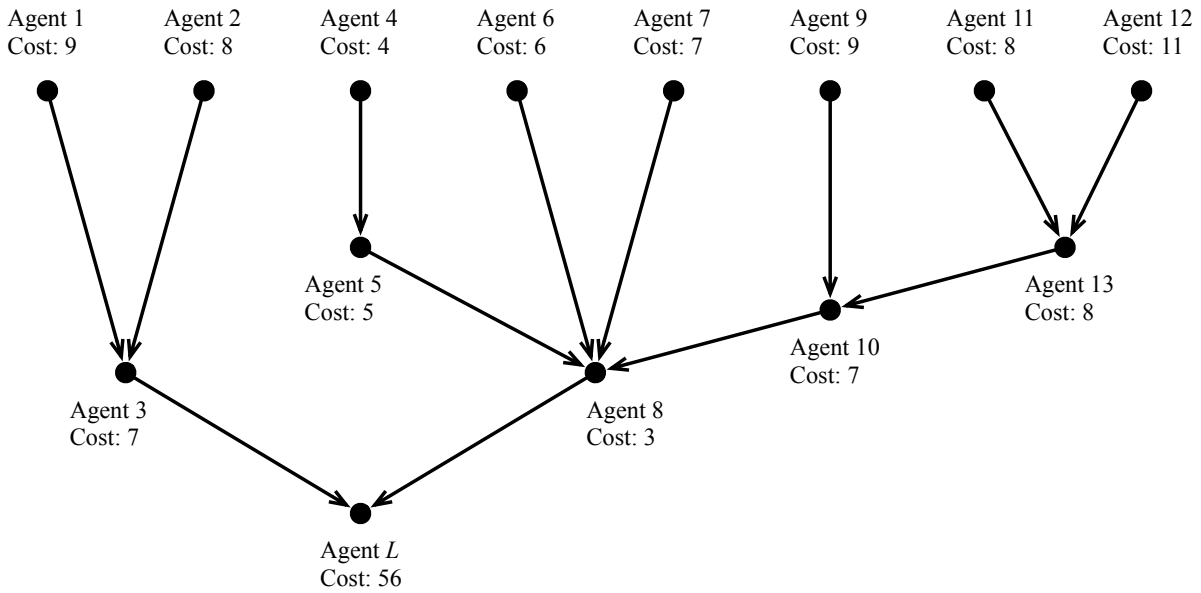 Agent 1
Cost: 9
Agent 2
Cost: 8
Agent 4
Cost: 4
Agent 6
Cost: 6
Agent 7
Cost: 7
Agent 9
Cost: 9
Agent 11
Cost: 8
Agent 12
Cost: 11
Agent 5
Cost: 5
Agent 13
Cost: 8
Agent 10
Cost: 7
Agent 3
Cost: 7
Agent 8
Cost: 3
Agent L
Cost: 56